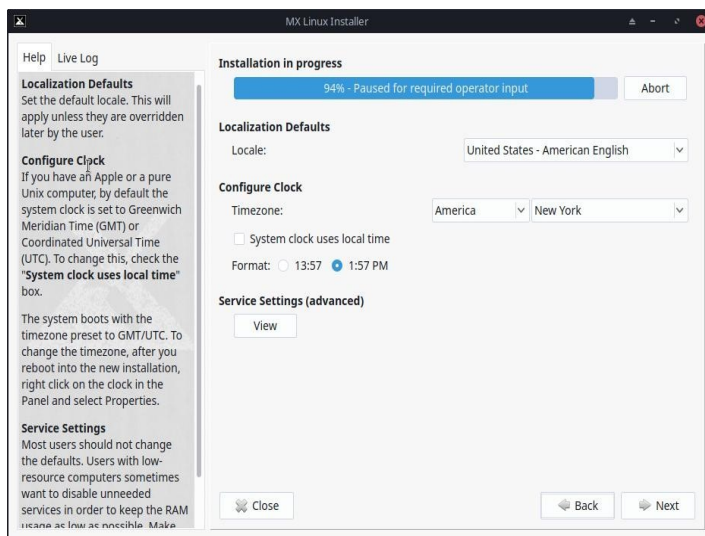 MX Linux Installer
Help
Live Log
Localization Defaults
Set the default locale. This will
apply unless they are overridden
later by the user.
Configure Clock
If you have an Apple or a pure
Unix computer, by default the
system clock is set to Greenwich
Meridian Time (GMT) or
Coordinated Universal Time
(UTC). To change this, check the
"System clock uses local time"
box.
The system boots with the
timezone preset to GMT/UTC. To
change the timezone, after you
reboot into the new installation,
right click on the clock in the
Panel and select Properties.
Service Settings
Most users should not change
the defaults. Users with low-
resource computers sometimes
want to disable unneeded
services in order to keep the RAM
usage as low as possible. Make
Installation in progress
94% - Paused for required operator input
Abort
Localization Defaults
Locale:
United States - American English
Configure Clock
Timezone:
America
New York
System clock uses local time
Format:
13:57
1:57 PM
Service Settings (advanced)
View
Close
Back
Next